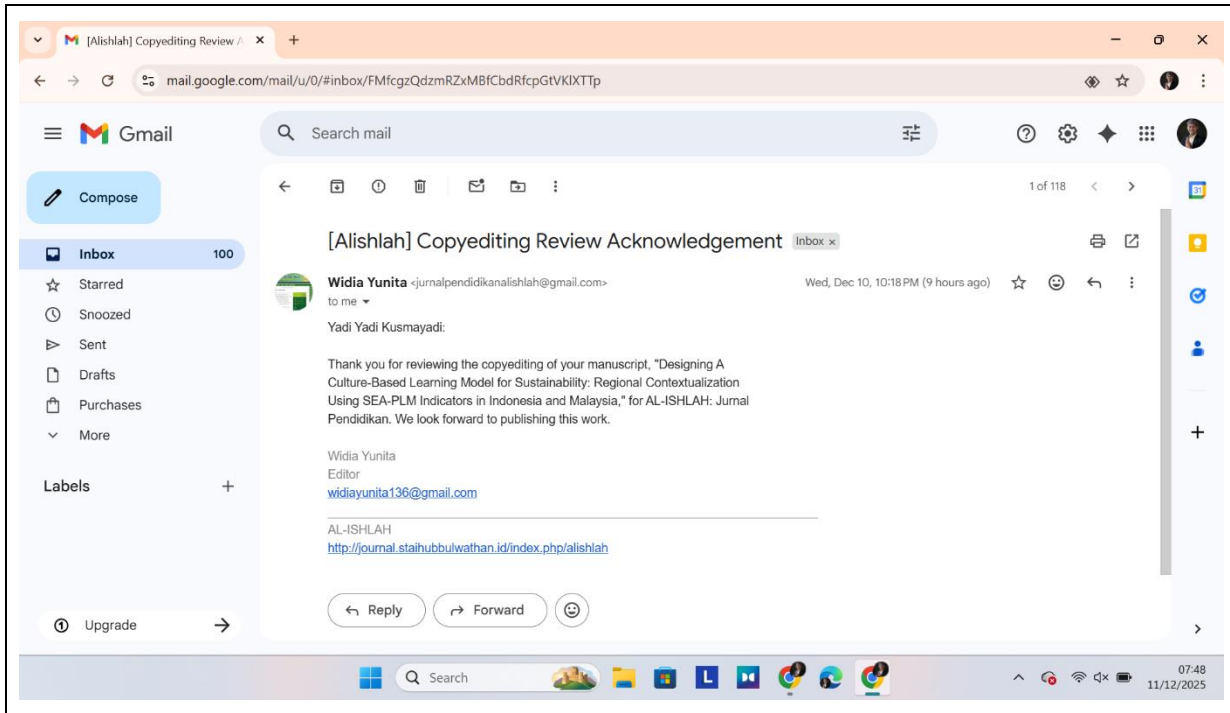 [Alishlah] Copyediting Review A
mail.google.com/mail/u/0/#inbox/FMfcgzQdzmRZxMBfCbdRfcpGtVKlXTTp
Gmail
Search mail
Compose
1 of 118
31
[Alishlah] Copyediting Review Acknowledgement Inbox ×
Inbox 100
Starred
Snoozed
Sent
Drafts
Purchases
More
Labels
Upgrade
Widia Yunita <jurnalpendidikanalishlah@gmail.com> Wed, Dec 10, 10:18 PM (9 hours ago)
to me
Yadi Yadi Kusmayadi:
Thank you for reviewing the copyediting of your manuscript, "Designing A
Culture-Based Learning Model for Sustainability: Regional Contextualization
Using SEA-PLM Indicators in Indonesia and Malaysia," for AL-ISHLAH: Jurnal
Pendidikan. We look forward to publishing this work.
Widia Yunita
Editor
widiayunita136@gmail.com
AL-ISHLAH
http://journal.staihubbulwathan.id/index.php/alishlah
Reply Forward
Search
L
07:48
11/12/2025